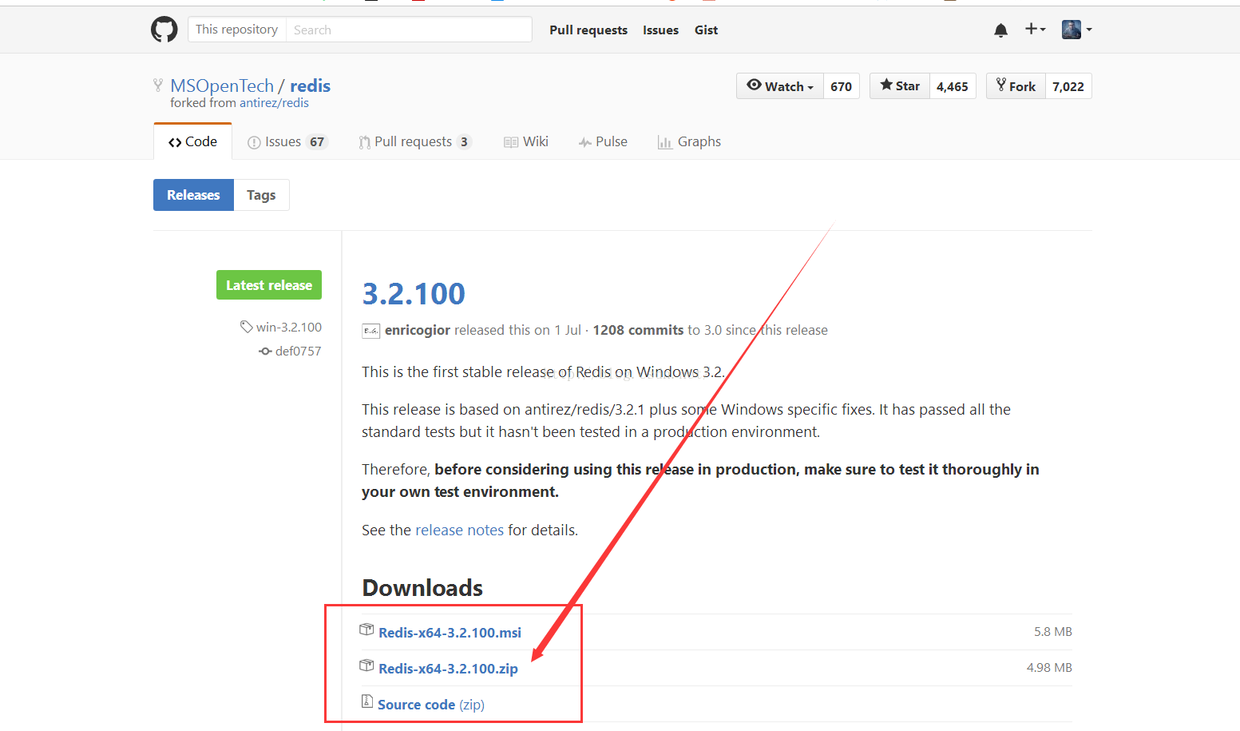 This repository Search Pull requests Issues Gist
MSOpenTech / redis Watch 670 Star 4,465 Fork 7,022
forked from antirez/redis
Code Issues 67 Pull requests 3 Wiki Pulse Graphs
Releases Tags
Latest release
win-3.2.100
def0757
3.2.100
enricogior released this on 1 Jul · 1208 commits to 3.0 since this release
This is the first stable release of Redis on Windows 3.2.
This release is based on antirez/redis/3.2.1 plus some Windows specific fixes. It has passed all the
standard tests but it hasn't been tested in a production environment.
Therefore, before considering using this release in production, make sure to test it thoroughly in
your own test environment.
See the release notes for details.
Downloads
Redis-x64-3.2.100.msi 5.8 MB
Redis-x64-3.2.100.zip 4.98 MB
Source code (zip)